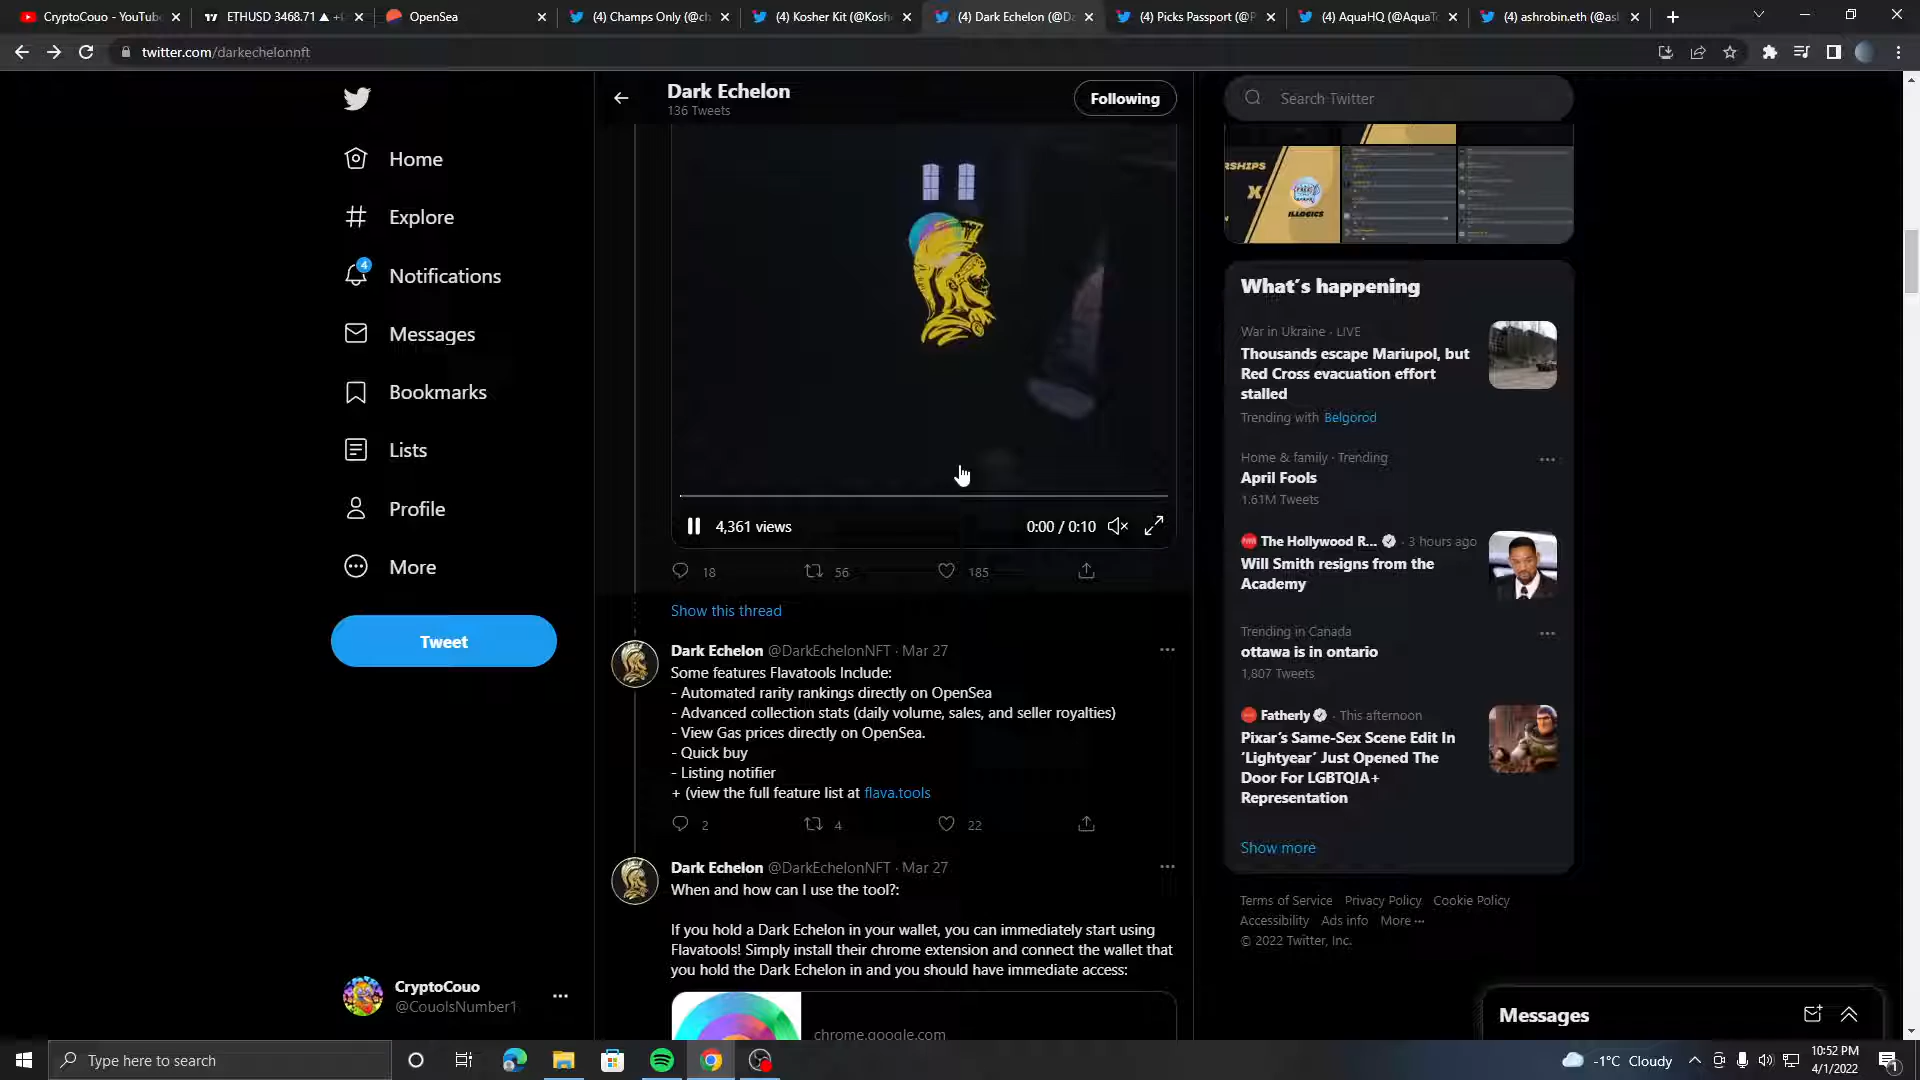 CryptoCouo - YouTub
ETHUSD 3468.71 ▲ +
OpenSea
(4) Champs Only (@ch
(4) Kosher Kit (@Kosh
(4) Dark Echelon (@Da
(4) Picks Passport (@P
(4) AquaHQ (@AquaTo
(4) ashrobin.eth (@asl
twitter.com/darkechelonnft
Dark Echelon
136 Tweets
Following
Search Twitter
Home
Explore
4
Notifications
Messages
Bookmarks
Lists
Profile
More
Tweet
CryptoCouo
@CouoIsNumber1
4,361 views
0:00 / 0:10
18
56
185
Show this thread
Dark Echelon @DarkEchelonNFT · Mar 27
Some features Flavatools Include:
- Automated rarity rankings directly on OpenSea
- Advanced collection stats (daily volume, sales, and seller royalties)
- View Gas prices directly on OpenSea.
- Quick buy
- Listing notifier
+ (view the full feature list at flava.tools
2
4
22
Dark Echelon @DarkEchelonNFT · Mar 27
When and how can I use the tool?:
If you hold a Dark Echelon in your wallet, you can immediately start using
Flavatools! Simply install their chrome extension and connect the wallet that
you hold the Dark Echelon in and you should have immediate access:
chrome.google.com
RSHIPS
X
ILLOGICS
What's happening
War in Ukraine · LIVE
Thousands escape Mariupol, but
Red Cross evacuation effort
stalled
Trending with Belgorod
Home & family · Trending
April Fools
1.61M Tweets
The Hollywood R... · 3 hours ago
Will Smith resigns from the
Academy
Trending in Canada
ottawa is in ontario
1,807 Tweets
Fatherly · This afternoon
Pixar's Same-Sex Scene Edit In
'Lightyear' Just Opened The
Door For LGBTQIA+
Representation
Show more
Terms of Service Privacy Policy Cookie Policy
Accessibility Ads info More ···
© 2022 Twitter, Inc.
Messages
Type here to search
-1°C Cloudy
10:52 PM
4/1/2022
1